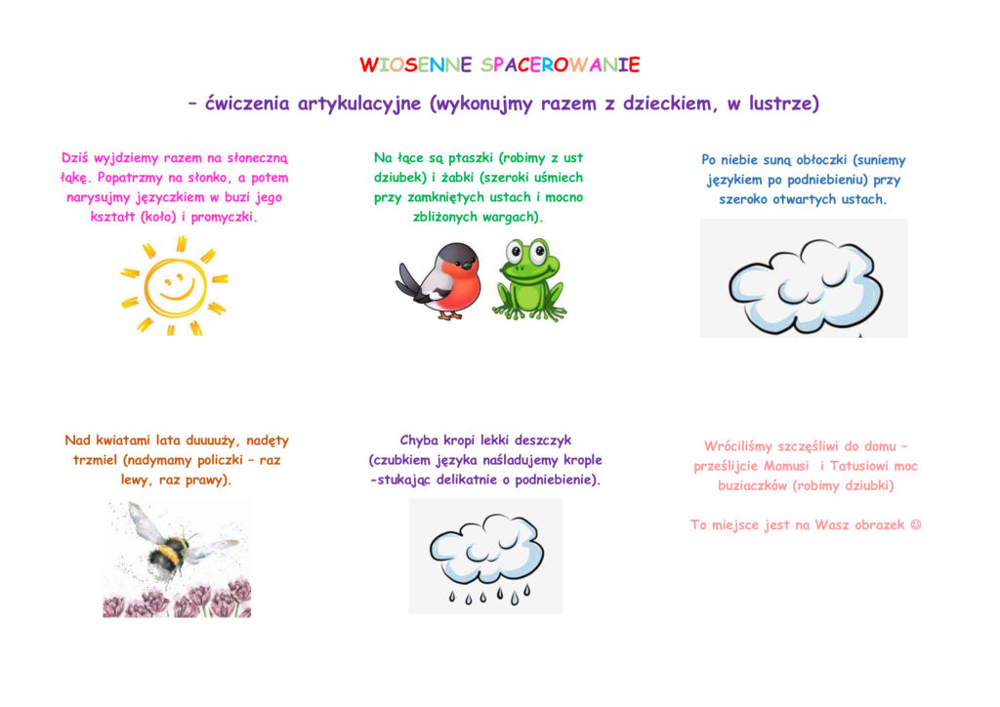 WIOSENNE SPACEROWANIE
– ćwiczenia artykulacyjne (wykonujmy razem z dzieckiem, w lustrze)
Dziś wyjdziemy razem na słoneczną
łąkę. Popatrzmy na słonko, a potem
narysujmy języczkiem w buzi jego
kształt (koło) i promyczki.
Na łące są ptaszki (robimy z ust
dziubek) i żabki (szeroki uśmiech
przy zamkniętych ustach i mocno
zbliżonych wargach).
Po niebie suną obłoczki (suniemy
językiem po podniebieniu) przy
szeroko otwartych ustach.
Nad kwiatami lata duuuuży, nadęty
trzmiel (nadymamy policzki – raz
lewy, raz prawy).
Chyba kropi lekki deszczyk
(czubkiem języka naśladujemy krople
-stukając delikatnie o podniebienie).
Wróciliśmy szczęśliwi do domu –
prześlijcie Mamusi i Tatusiowi moc
buziaczków (robimy dziubki)
To miejsce jest na Wasz obrazek ☺